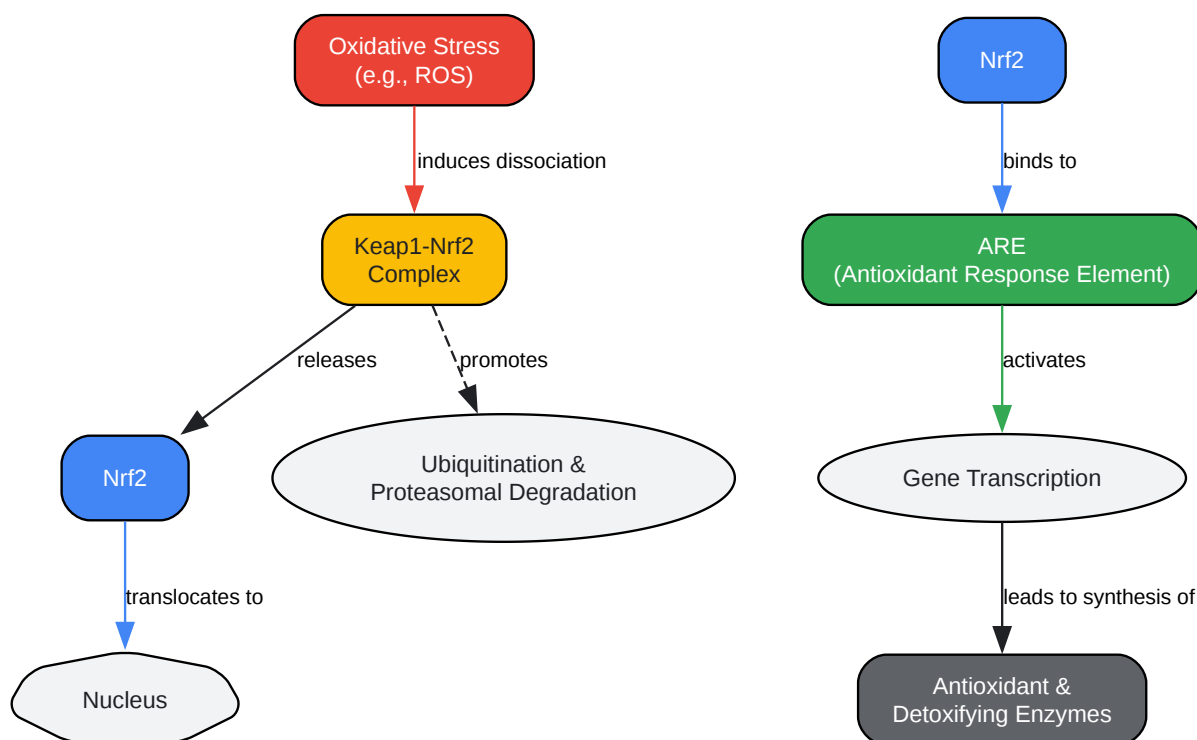 Oxidative Stress
(e.g., ROS)
induces dissociation
Keap1-Nrf2
Complex
releases
promotes
Nrf2
Ubiquitination &
Proteasomal Degradation
translocates to
Nucleus
Nrf2
binds to
ARE
(Antioxidant Response Element)
activates
Gene Transcription
leads to synthesis of
Antioxidant &
Detoxifying Enzymes